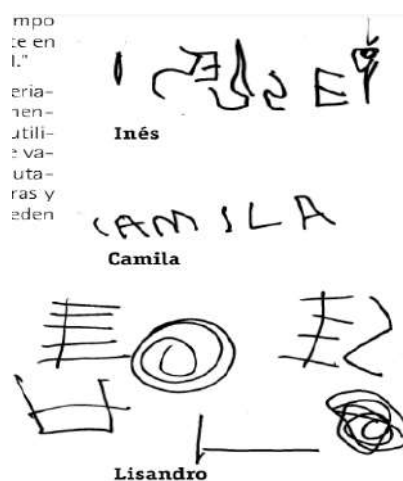 mpo
te en
l."
eria-
nen-
utili-
e va-
uta-
ras y
eden
Inés
CAMILA
Camila
Lisandro